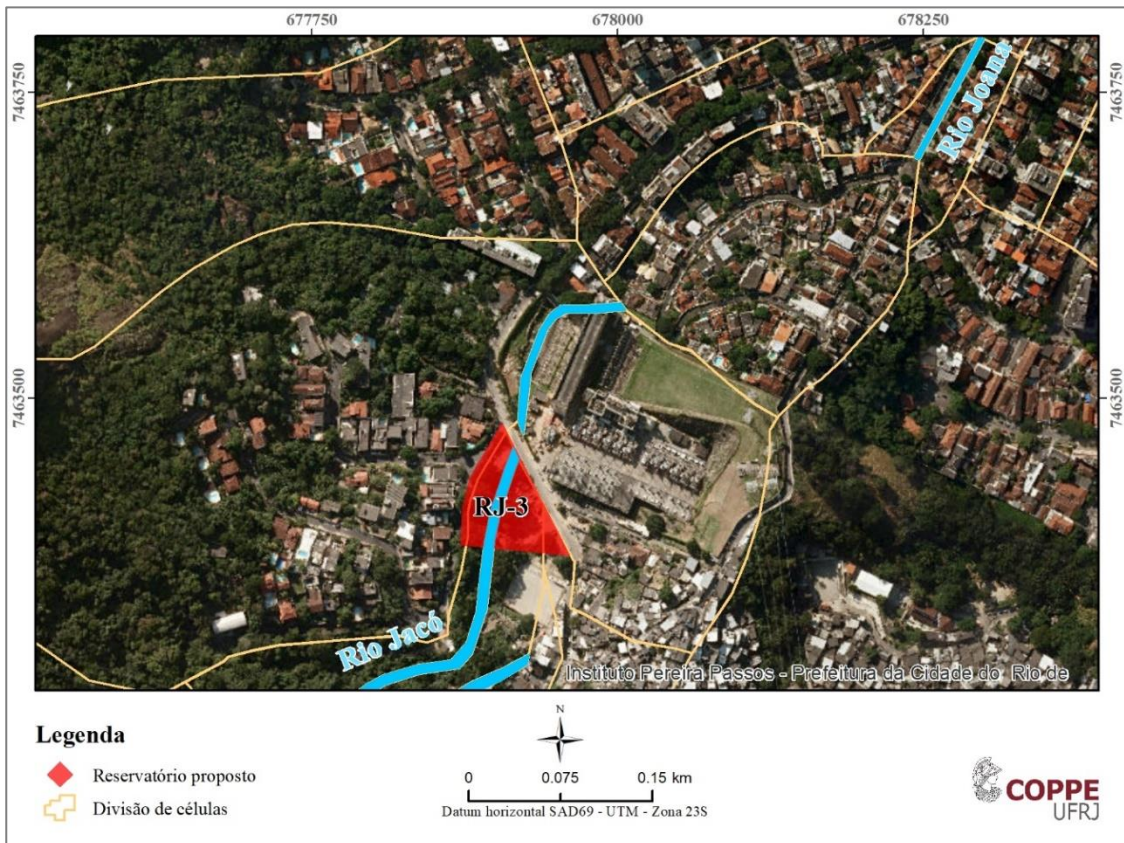 677750 678000 678250
7463750 7463750
Rio Joana
7463500 7463500
RJ-3
Rio Jacó
Instituto Pereira Passos - Prefeitura da Cidade do Rio de
Legenda
Reservatório proposto
Divisão de células
N
0 0.075 0.15 km
Datum horizontal SAD69 - UTM - Zona 23S
COPPE
UFRJ